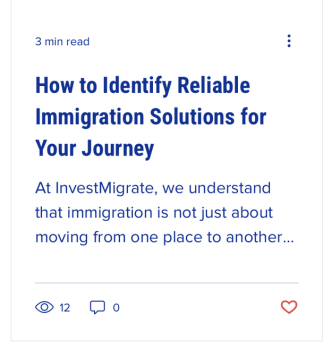 3 min read
How to Identify Reliable
Immigration Solutions for
Your Journey
At InvestMigrate, we understand
that immigration is not just about
moving from one place to another...
12
0